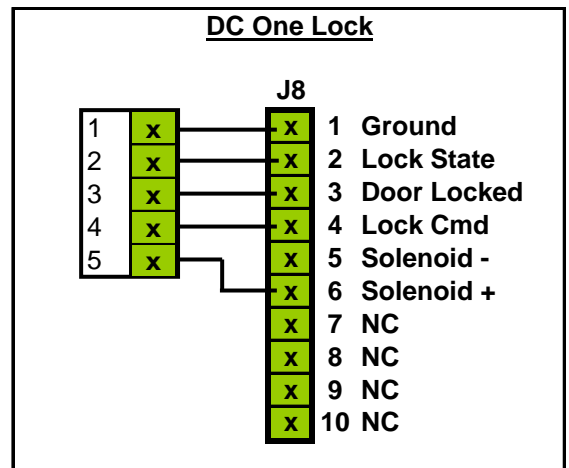 DC One Lock
J8
1 x x 1 Ground
2 x x 2 Lock State
3 x x 3 Door Locked
4 x x 4 Lock Cmd
5 x x 5 Solenoid -
x 6 Solenoid +
x 7 NC
x 8 NC
x 9 NC
x 10 NC